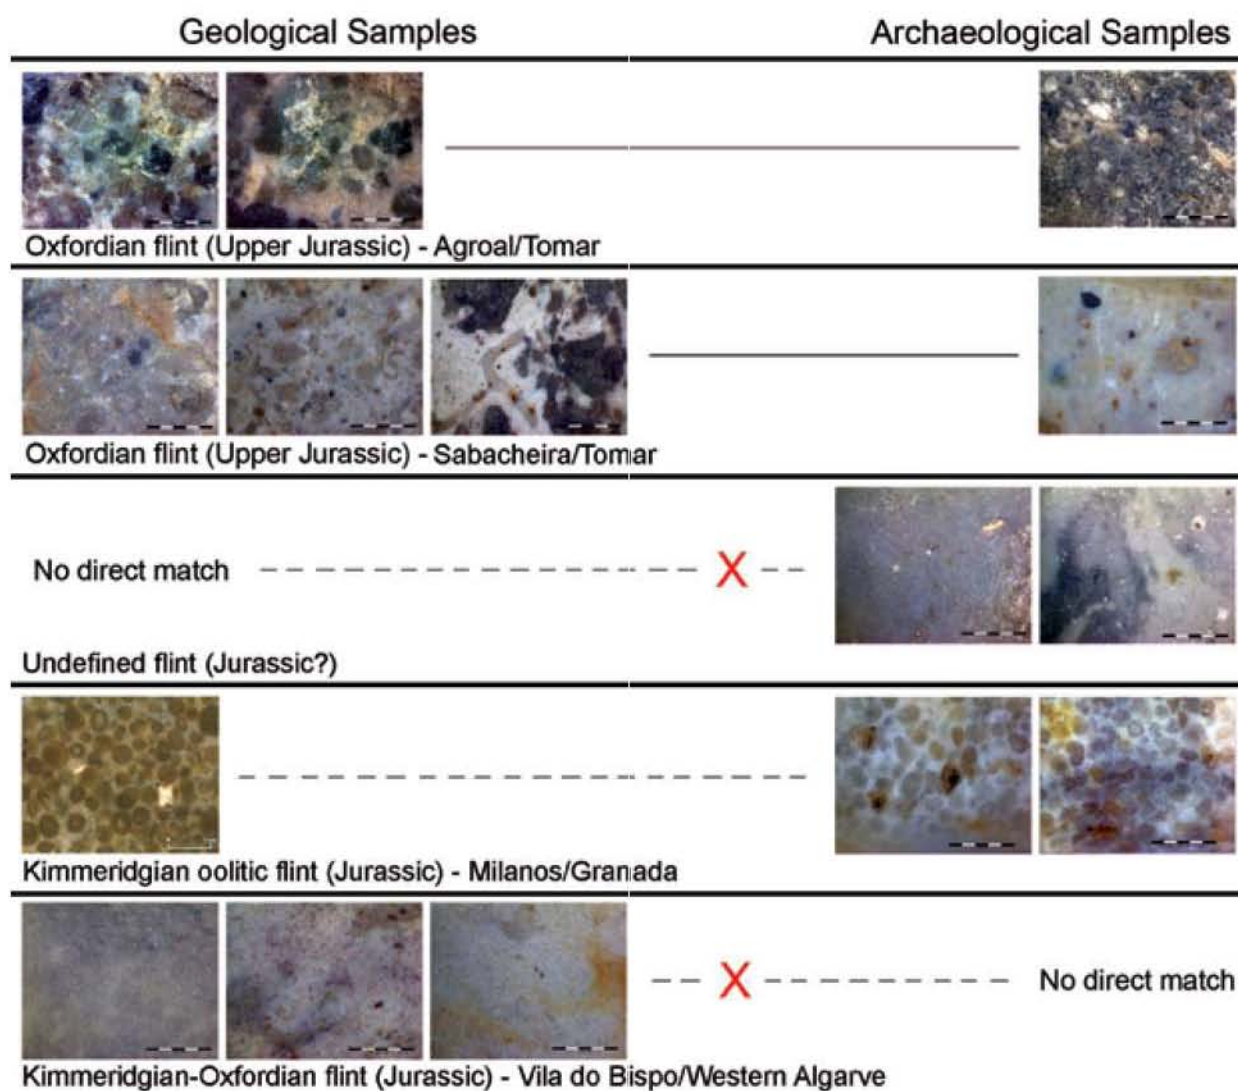 Geological Samples
Archaeological Samples
Oxfordian flint (Upper Jurassic) - Agroal/Tomar
Oxfordian flint (Upper Jurassic) - Sabacheira/Tomar
No direct match
X
Undefined flint (Jurassic?)
Kimmeridgian oolitic flint (Jurassic) - Milanos/Granada
X
No direct match
Kimmeridgian-Oxfordian flint (Jurassic) - Vila do Bispo/Western Algarve